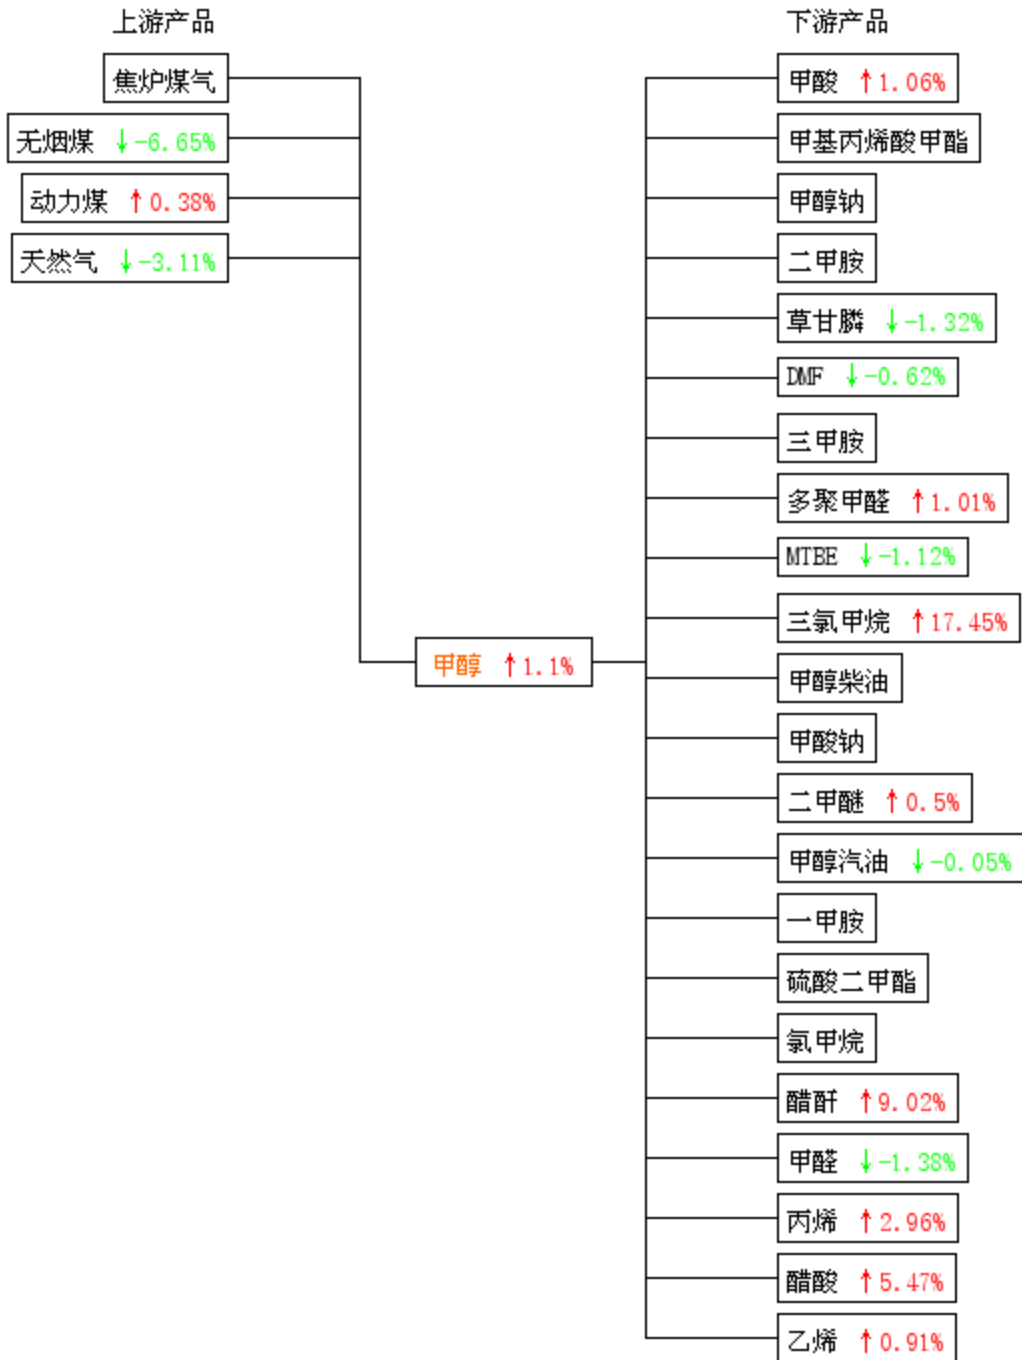 上游产品
焦炉煤气
无烟煤 ↓-6.65%
动力煤 ↑0.38%
天然气 ↓-3.11%
甲醇 ↑1.1%
下游产品
甲酸 ↑1.06%
甲基丙烯酸甲酯
甲醇钠
二甲胺
草甘膦 ↓-1.32%
DMF ↓-0.62%
三甲胺
多聚甲醛 ↑1.01%
MTBE ↓-1.12%
三氯甲烷 ↑17.45%
甲醇柴油
甲酸钠
二甲醚 ↑0.5%
甲醇汽油 ↓-0.05%
一甲胺
硫酸二甲酯
氯甲烷
醋酐 ↑9.02%
甲醛 ↓-1.38%
丙烯 ↑2.96%
醋酸 ↑5.47%
乙烯 ↑0.91%